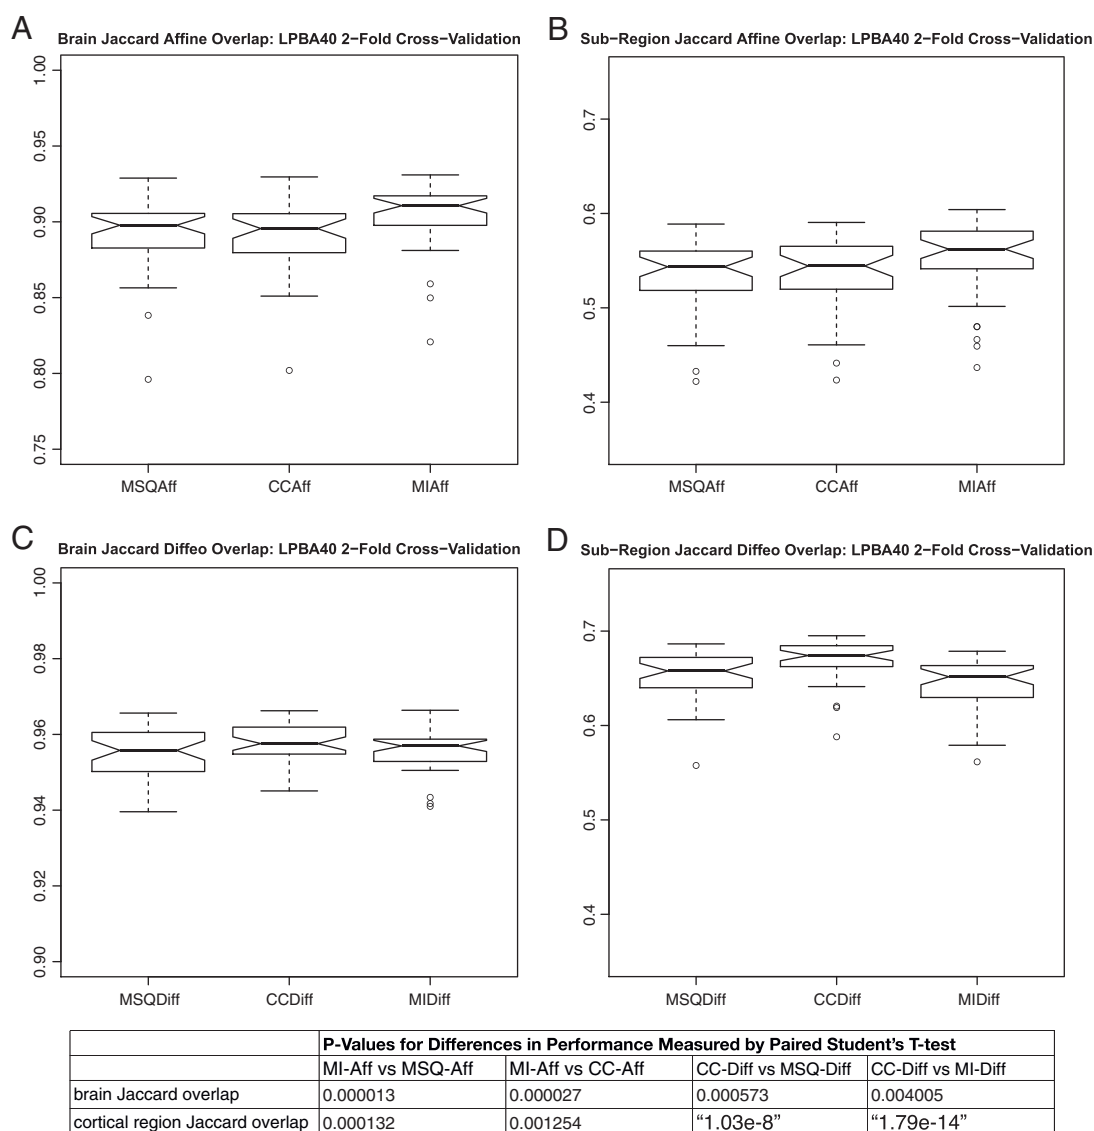 A Brain Jaccard Affine Overlap: LPBA40 2−Fold Cross−Validation
1.00
0.95
0.90
0.85
0.80
0.75
MSQAff CCAff MIAff
B Sub−Region Jaccard Affine Overlap: LPBA40 2−Fold Cross−Validation
0.7
0.6
0.5
0.4
MSQAff CCAff MIAff
C Brain Jaccard Diffeo Overlap: LPBA40 2−Fold Cross−Validation
1.00
0.98
0.96
0.94
0.92
0.90
MSQDiff CCDiff MIDiff
D Sub−Region Jaccard Diffeo Overlap: LPBA40 2−Fold Cross−Validation
0.7
0.6
0.5
0.4
MSQDiff CCDiff MIDiff
P-Values for Differences in Performance Measured by Paired Student's T-test
MI-Aff vs MSQ-Aff MI-Aff vs CC-Aff CC-Diff vs MSQ-Diff CC-Diff vs MI-Diff
brain Jaccard overlap 0.000013 0.000027 0.000573 0.004005
cortical region Jaccard overlap 0.000132 0.001254 “1.03e-8” “1.79e-14”